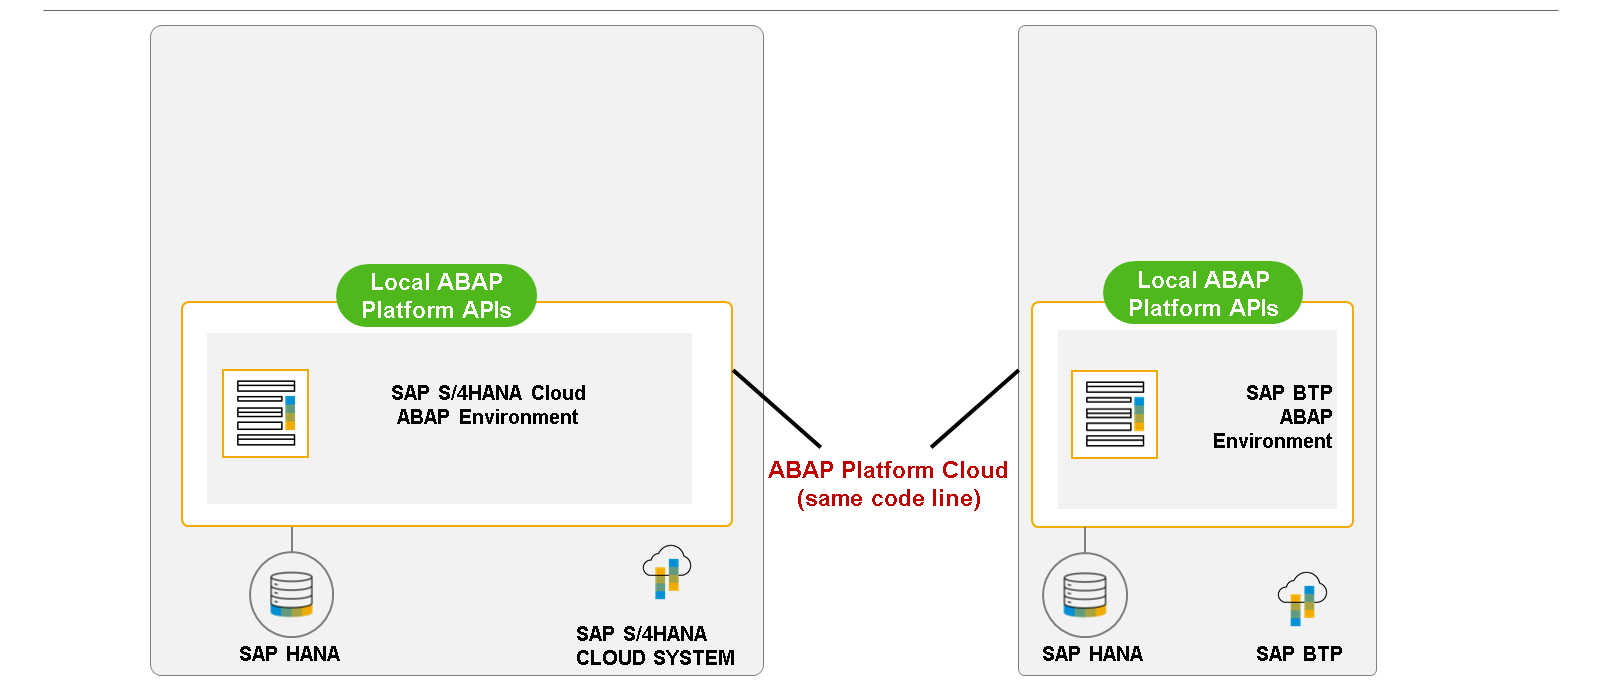 Local ABAP
Platform APIs
SAP S/4HANA Cloud
ABAP Environment
SAP HANA
SAP S/4HANA
CLOUD SYSTEM
ABAP Platform Cloud
(same code line)
Local ABAP
Platform APIs
SAP BTP
ABAP
Environment
SAP HANA
SAP BTP